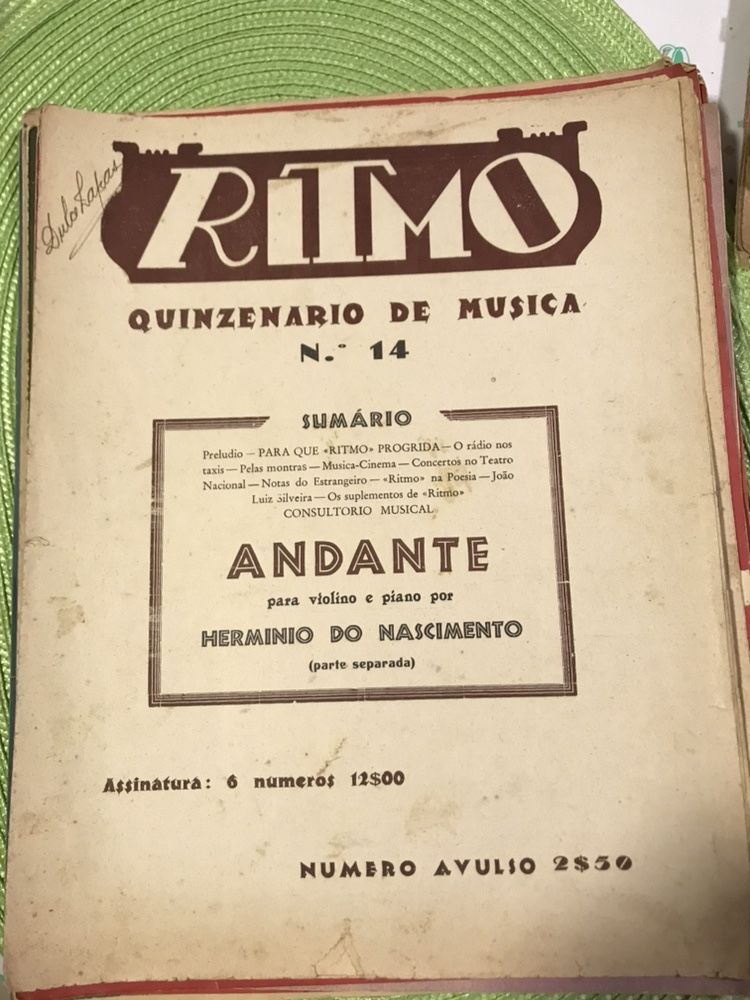 RITMO
QUINZENARIO DE MUSICA
N.º 14
SUMÁRIO
Preludio — PARA QUE «RITMO» PROGRIDA — O rádio nos
taxis — Pelas montras — Musica-Cinema — Concertos no Teatro
Nacional — Notas do Estrangeiro — «Ritmo» na Poesia — João
Luiz Silveira — Os suplementos de «Ritmo»
CONSULTORIO MUSICAL
ANDANTE
para violino e piano por
HERMINIO DO NASCIMENTO
(parte separada)
Assinatura: 6 numeros 12$00
NUMERO AVULSO 2$50